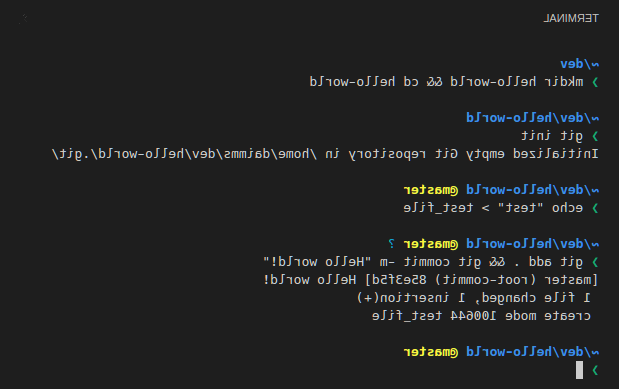 TERMINAL
~/dev
❯ mkdir hello-world && cd hello-world
~/dev/hello-world
❯ git init
Initialized empty Git repository in /home/daimms/dev/hello-world/.git/
~/dev/hello-world @master
❯ echo "test" > test_file
~/dev/hello-world @master ?
❯ git add . && git commit -m "Hello world!"
[master (root-commit) 85e3f5d] Hello world!
1 file changed, 1 insertion(+)
create mode 100644 test_file
~/dev/hello-world @master
❯